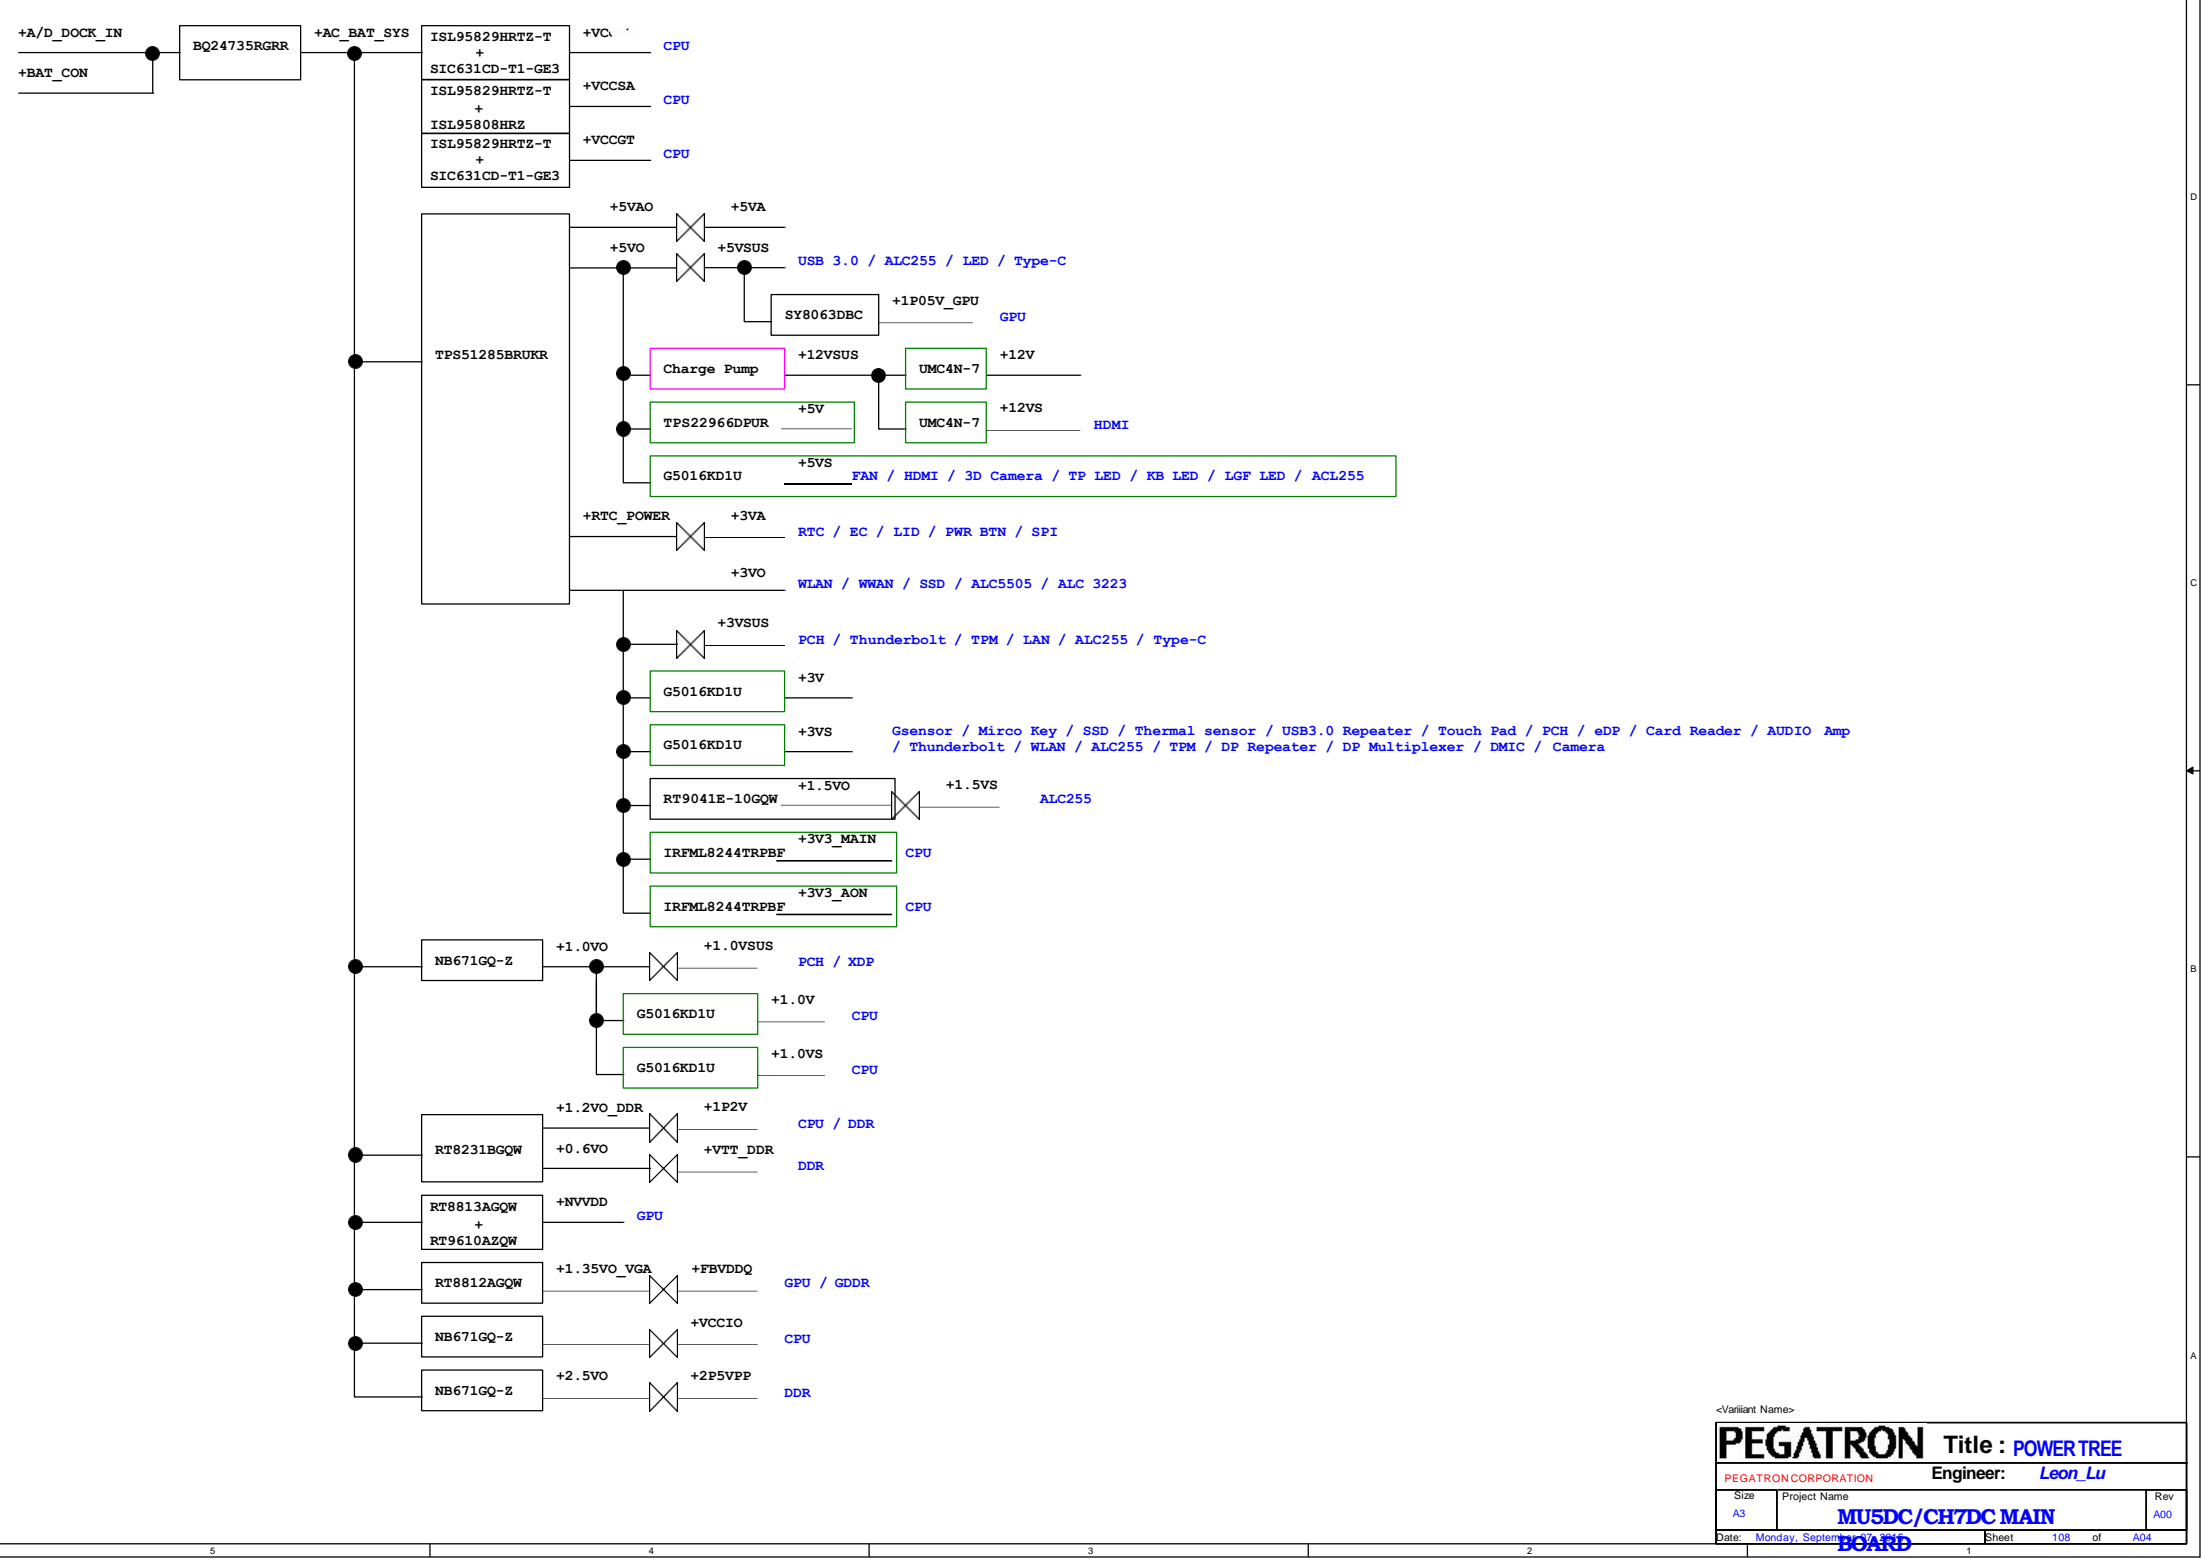 +A/D_DOCK_IN
+BAT_CON
BQ24735RGRR
+AC_BAT_SYS
ISL95829HRTZ-T
+
SIC631CD-T1-GE3
CPU
ISL95829HRTZ-T
+
ISL95808HRZ
+VCCSA
CPU
ISL95829HRTZ-T
+
SIC631CD-T1-GE3
+VCCGT
CPU
TPS51285BRUKR
+5VAO
+5VA
+5VO
+5VSUS
USB 3.0 / ALC255 / LED / Type-C
SY8063DBC
+1P05V_GPU
GPU
Charge Pump
+12VSUS
UMC4N-7
+12V
TPS22966DPUR
+5V
UMC4N-7
+12VS
HDMI
G5016KD1U
+5VS
FAN / HDMI / 3D Camera / TP LED / KB LED / LGF LED / ACL255
+RTC_POWER
+3VA
RTC / EC / LID / PWR BTN / SPI
+3VO
WLAN / WWAN / SSD / ALC5505 / ALC 3223
+3VSUS
PCH / Thunderbolt / TPM / LAN / ALC255 / Type-C
G5016KD1U
+3V
G5016KD1U
+3VS
Gsensor / Mirco Key / SSD / Thermal sensor / USB3.0 Repeater / Touch Pad / PCH / eDP / Card Reader / AUDIO Amp
/ Thunderbolt / WLAN / ALC255 / TPM / DP Repeater / DP Multiplexer / DMIC / Camera
RT9041E-10GQW
+1.5VO
+1.5VS
ALC255
IRFML8244TRPBF
+3V3_MAIN
CPU
IRFML8244TRPBF
+3V3_AON
CPU
NB671GQ-Z
+1.0VO
+1.0VSUS
PCH / XDP
G5016KD1U
+1.0V
CPU
G5016KD1U
+1.0VS
CPU
RT8231BGQW
+1.2VO_DDR
+1P2V
CPU / DDR
+0.6VO
+VTT_DDR
DDR
RT8813AGQW
+
RT9610AZQW
+NVVDD
GPU
RT8812AGQW
+1.35VO_VGA
+FBVDDQ
GPU / GDDR
NB671GQ-Z
+VCCIO
CPU
NB671GQ-Z
+2.5VO
+2P5VPP
DDR
D
C
B
A
<Variiant Name>
PEGATRON
Title : POWER TREE
PEGATRON CORPORATION
Engineer: Leon_Lu
Size
A3
Project Name
MU5DC/CH7DC MAIN
BOARD
Rev
A00
Date: Monday, September
Sheet 108 of A04
5 4 3 2 1